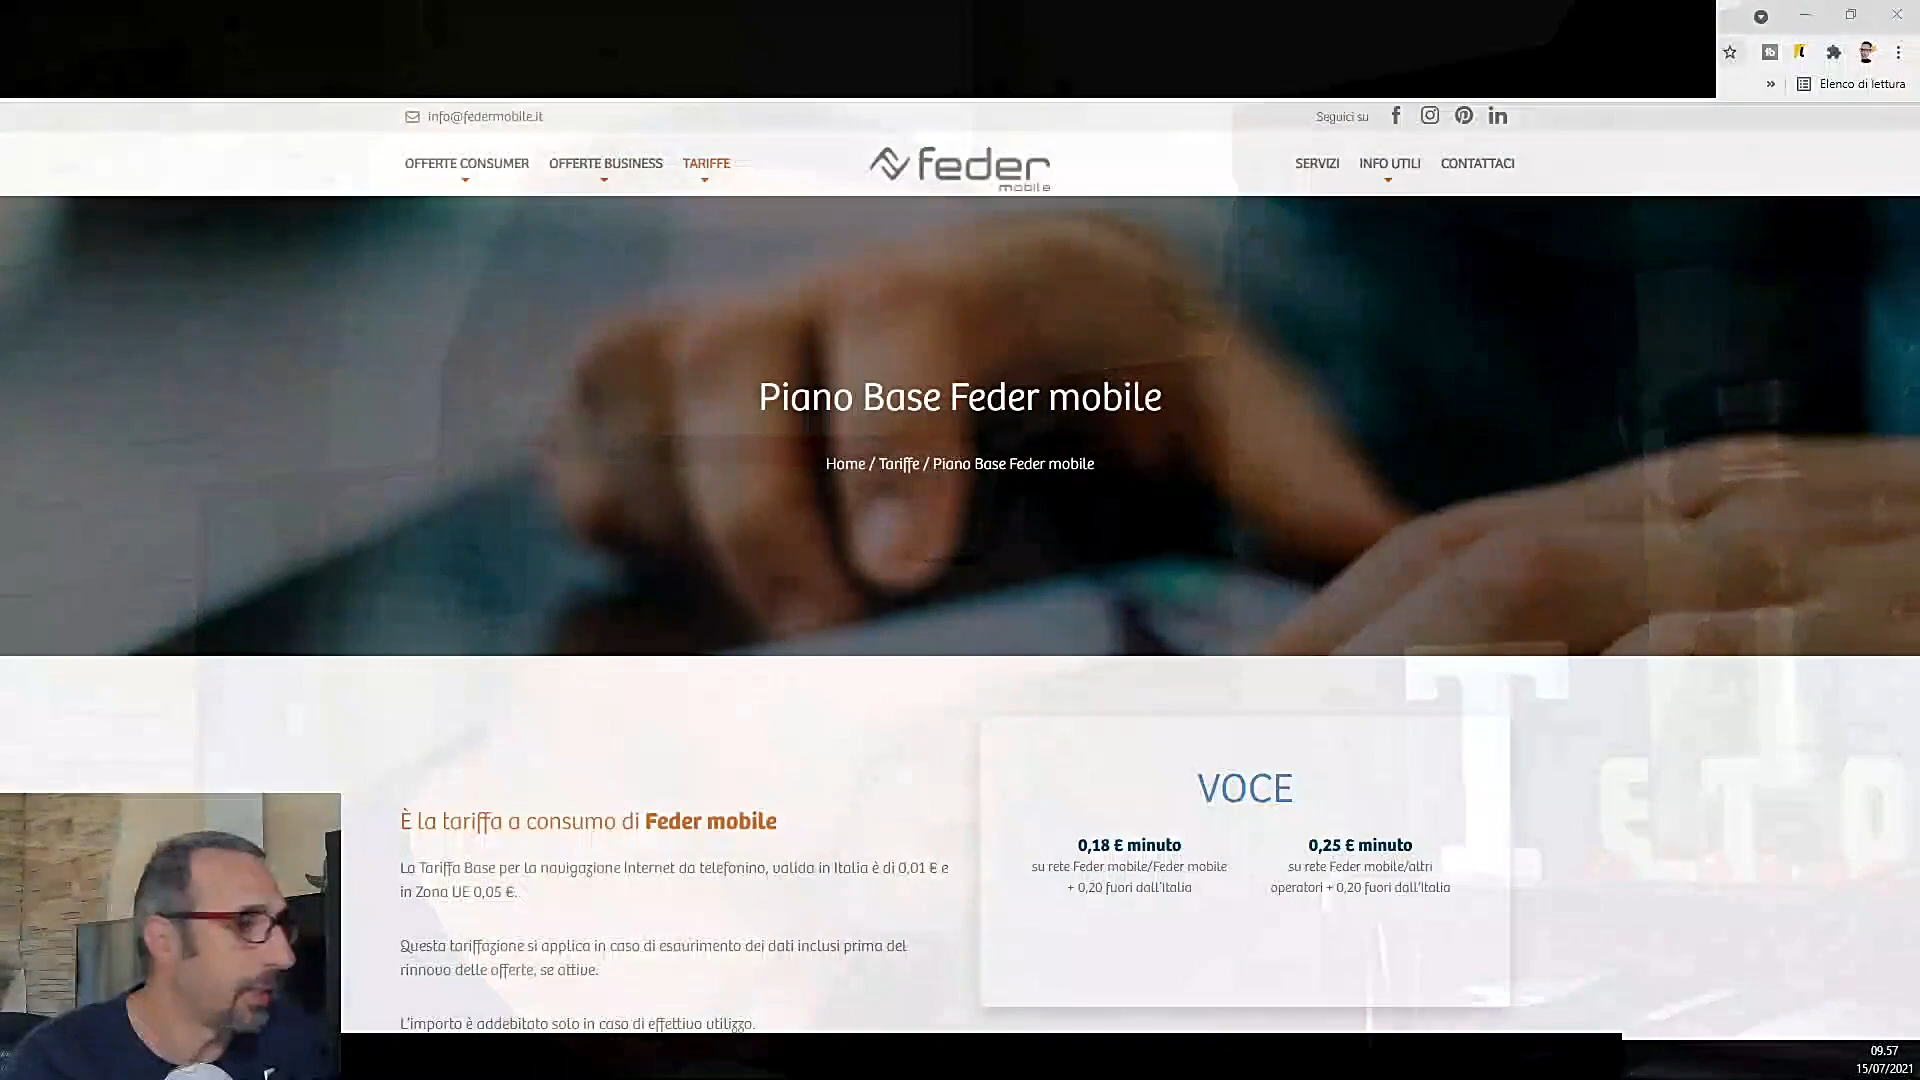 Elenco di lettura
info@federmobile.it
Seguici su
OFFERTE CONSUMER OFFERTE BUSINESS TARIFFE
feder
mobile
SERVIZI INFO UTILI CONTATTACI
Piano Base Feder mobile
Home / Tariffe / Piano Base Feder mobile
È la tariffa a consumo di Feder mobile
La Tariffa Base per la navigazione Internet da telefonino, valida in Italia è di 0,01 € e
in Zona UE 0,05 €.
Questa tariffazione si applica in caso di esaurimento dei dati inclusi prima del
rinnovo delle offerte, se attive.
L'importo è addebitato solo in caso di effettivo utilizzo.
VOCE
0,18 € minuto
su rete Feder mobile/Feder mobile
+ 0,20 fuori dall'Italia
0,25 € minuto
su rete Feder mobile/altri
operatori + 0,20 fuori dall'Italia
09.57
15/07/2021